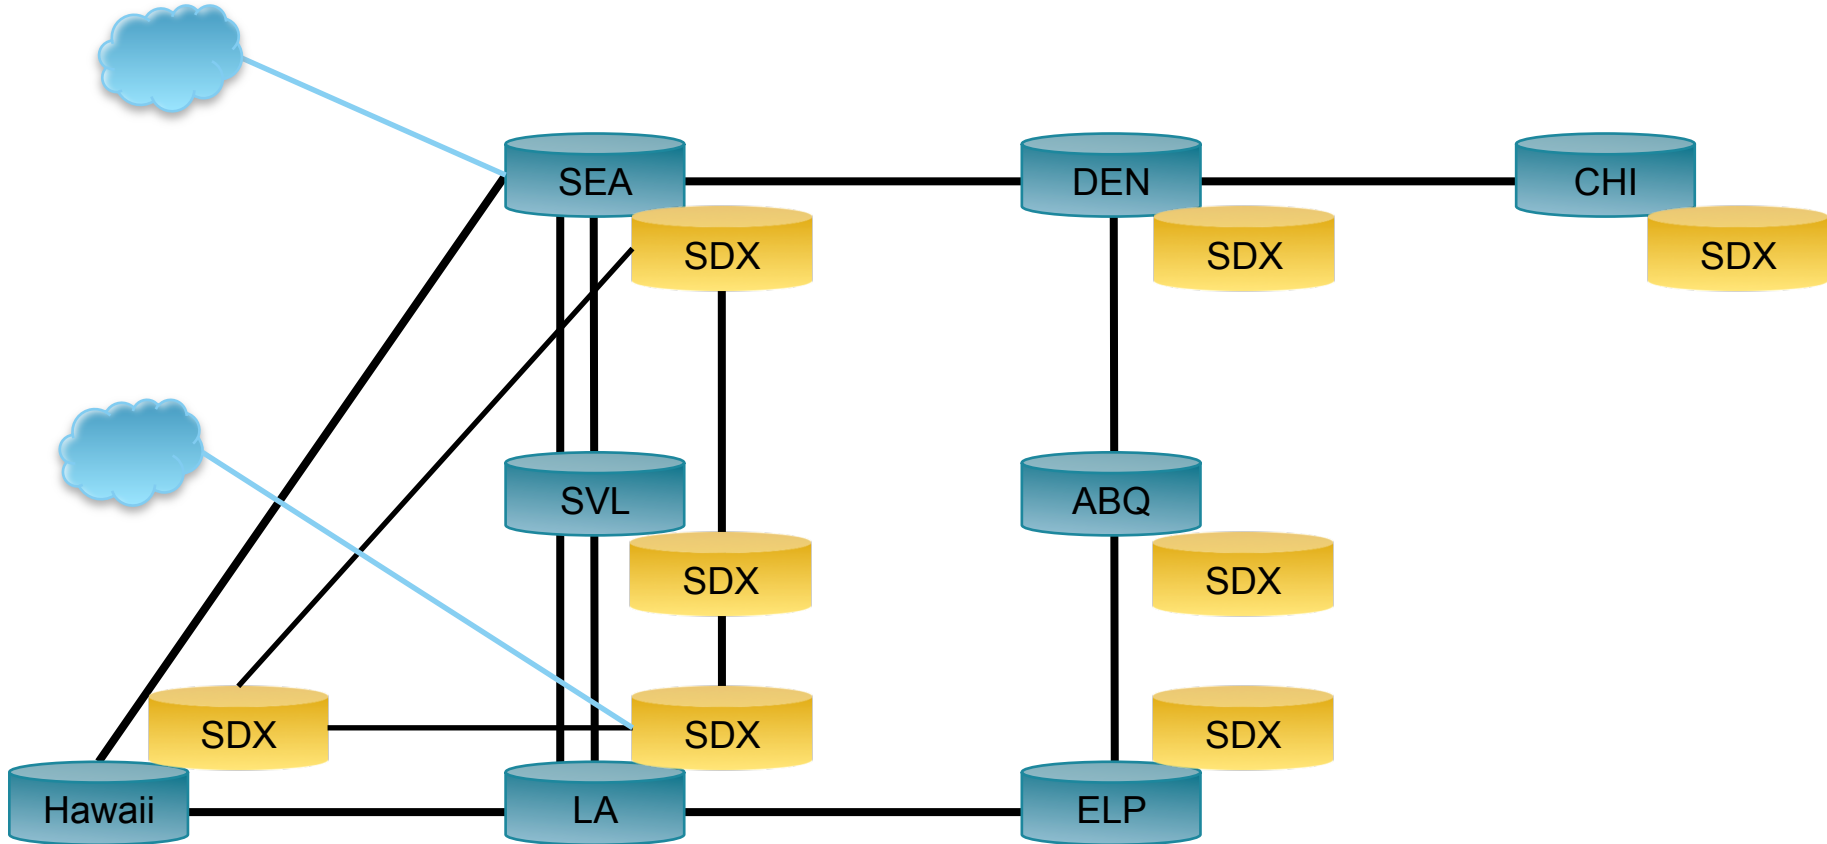 SEA
DEN
CHI
SDX
SDX
SDX
SVL
ABQ
SDX
SDX
SDX
SDX
SDX
Hawaii
LA
ELP